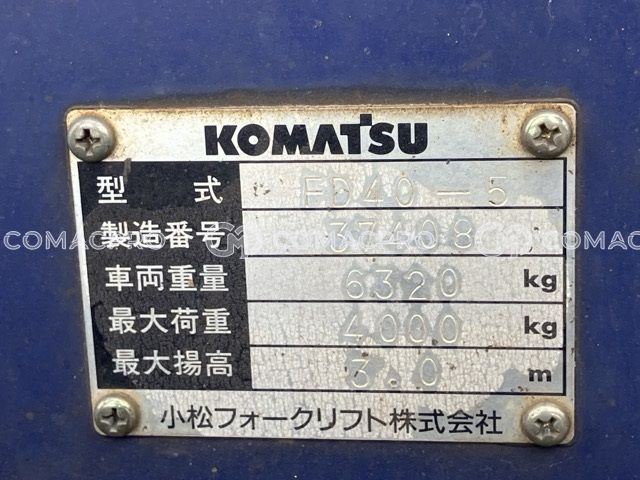 KOMATSU
型式 FD40-5
製造番号 37408
車両重量 6320 kg
最大荷重 4000 kg
最大揚高 3.0 m
小松フォークリフト株式会社